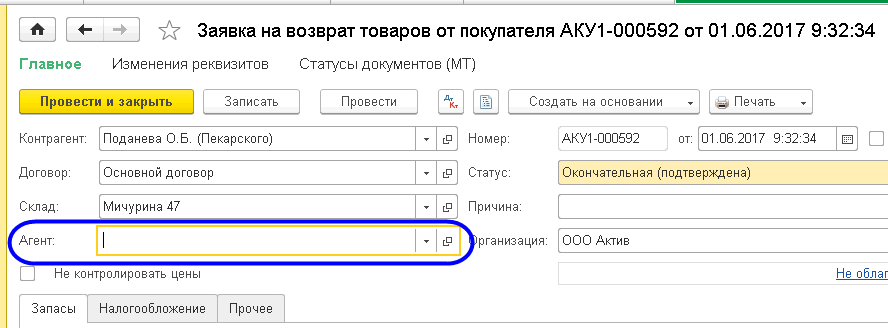 Заявка на возврат товаров от покупателя АКУ1-000592 от 01.06.2017 9:32:34
Главное Изменения реквизитов Статусы документов (МТ)
Провести и закрыть Записать Провести Дт Кт Создать на основании Печать
Контрагент: Поданева О.Б. (Пекарского) Номер: АКУ1-000592 от: 01.06.2017 9:32:34
Договор: Основной договор Статус: Окончательная (подтверждена)
Склад: Мичурина 47 Причина:
Агент: Организация: ООО Актив
Не контролировать цены Не облаг
Запасы Налогообложение Прочее